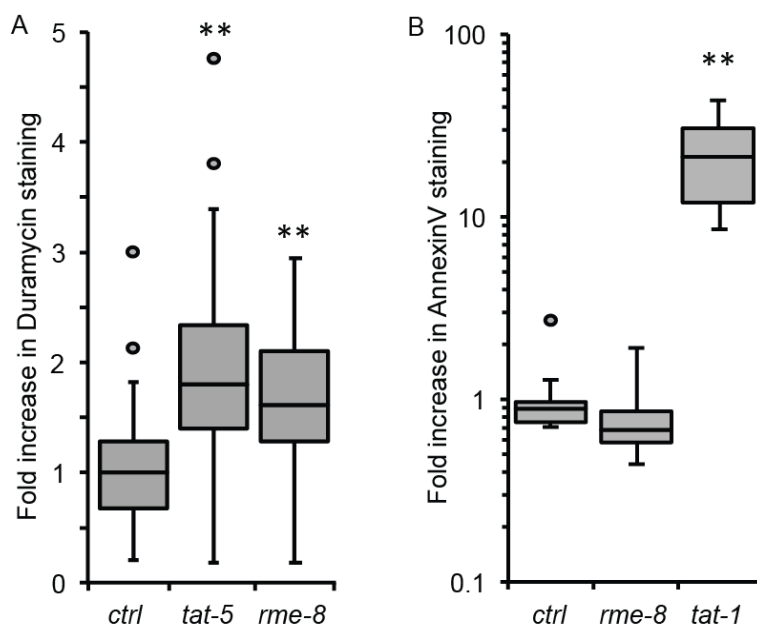 A
Fold increase in Duramycin staining
5
4
3
2
1
0
**
**
ctrl tat-5 rme-8
B
Fold increase in AnnexinV staining
100
10
1
0.1
**
ctrl rme-8 tat-1